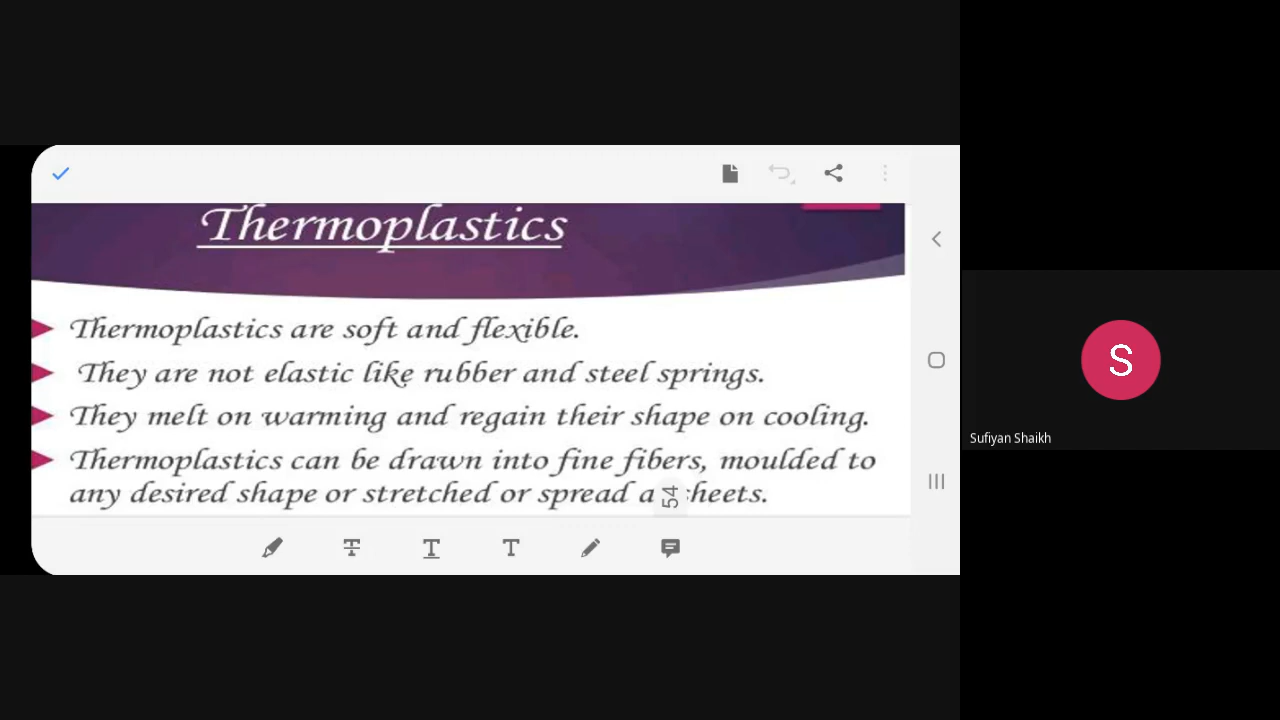 Thermoplastics
Thermoplastics are soft and flexible.
They are not elastic like rubber and steel springs.
They melt on warming and regain their shape on cooling.
Thermoplastics can be drawn into fine fibers, moulded to
any desired shape or stretched or spread a heets.
54
S
Sufiyan Shaikh